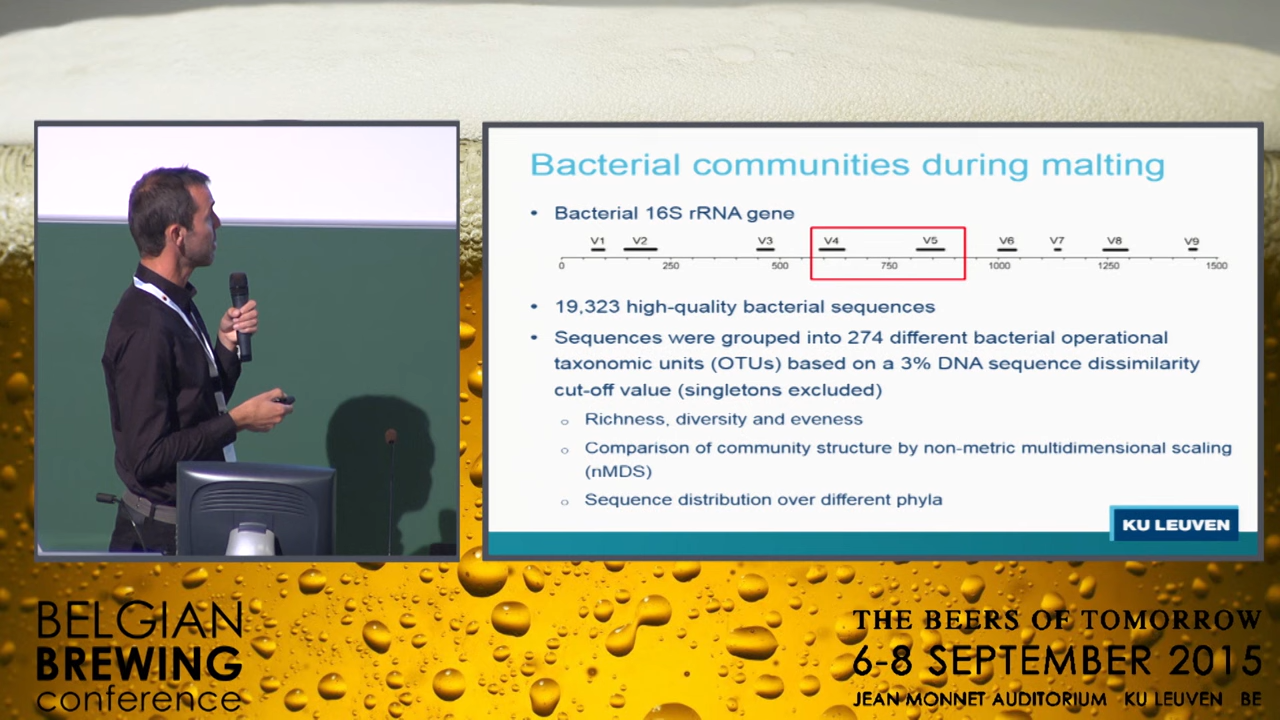 Bacterial communities during malting
• Bacterial 16S rRNA gene
V1 V2 V3 V4 V5 V6 V7 V8 V9
0 250 500 750 1000 1250 1500
• 19,323 high-quality bacterial sequences
• Sequences were grouped into 274 different bacterial operational
taxonomic units (OTUs) based on a 3% DNA sequence dissimilarity
cut-off value (singletons excluded)
o Richness, diversity and eveness
o Comparison of community structure by non-metric multidimensional scaling
(nMDS)
o Sequence distribution over different phyla
KU LEUVEN
BELGIAN
BREWING
conference
THE BEERS OF TOMORROW
6-8 SEPTEMBER 2015
JEAN MONNET AUDITORIUM KU LEUVEN BE